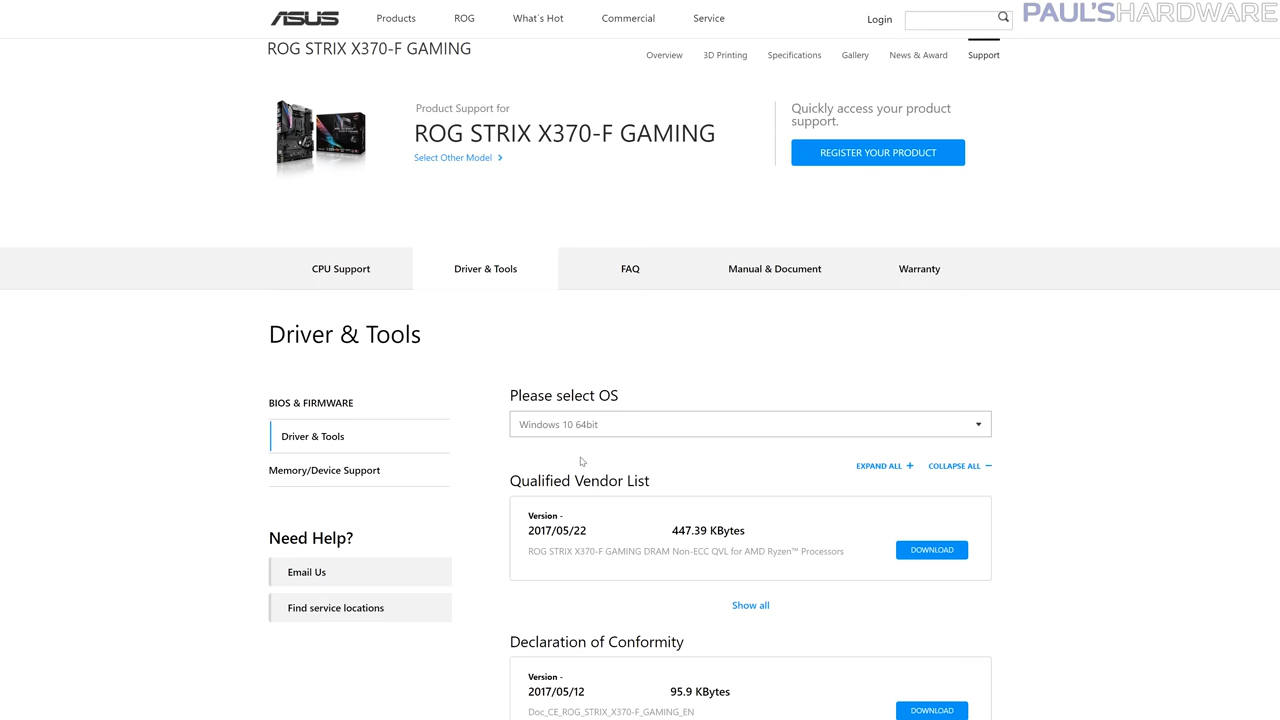 ASUS
Products
ROG
What's Hot
Commercial
Service
Login
PAUL'SHARDWARE
ROG STRIX X370-F GAMING
Overview
3D Printing
Specifications
Gallery
News & Award
Support
Product Support for
ROG STRIX X370-F GAMING
Select Other Model
Quickly access your product
support.
REGISTER YOUR PRODUCT
CPU Support
Driver & Tools
FAQ
Manual & Document
Warranty
Driver & Tools
BIOS & FIRMWARE
Driver & Tools
Memory/Device Support
Need Help?
Email Us
Find service locations
Please select OS
Windows 10 64bit
EXPAND ALL +
COLLAPSE ALL −
Qualified Vendor List
Version -
2017/05/22 447.39 KBytes
ROG STRIX X370-F GAMING DRAM Non-ECC QVL for AMD Ryzen™ Processors
DOWNLOAD
Show all
Declaration of Conformity
Version -
2017/05/12 95.9 KBytes
Doc_CE_ROG_STRIX_X370-F_GAMING_EN
DOWNLOAD